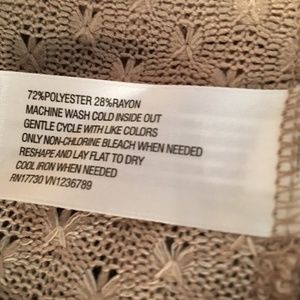 72%POLYESTER 28%RAYON
MACHINE WASH COLD INSIDE OUT
GENTLE CYCLE WITH LIKE COLORS
ONLY NON-CHLORINE BLEACH WHEN NEEDED
RESHAPE AND LAY FLAT TO DRY
COOL IRON WHEN NEEDED
RN17730 VN1236789